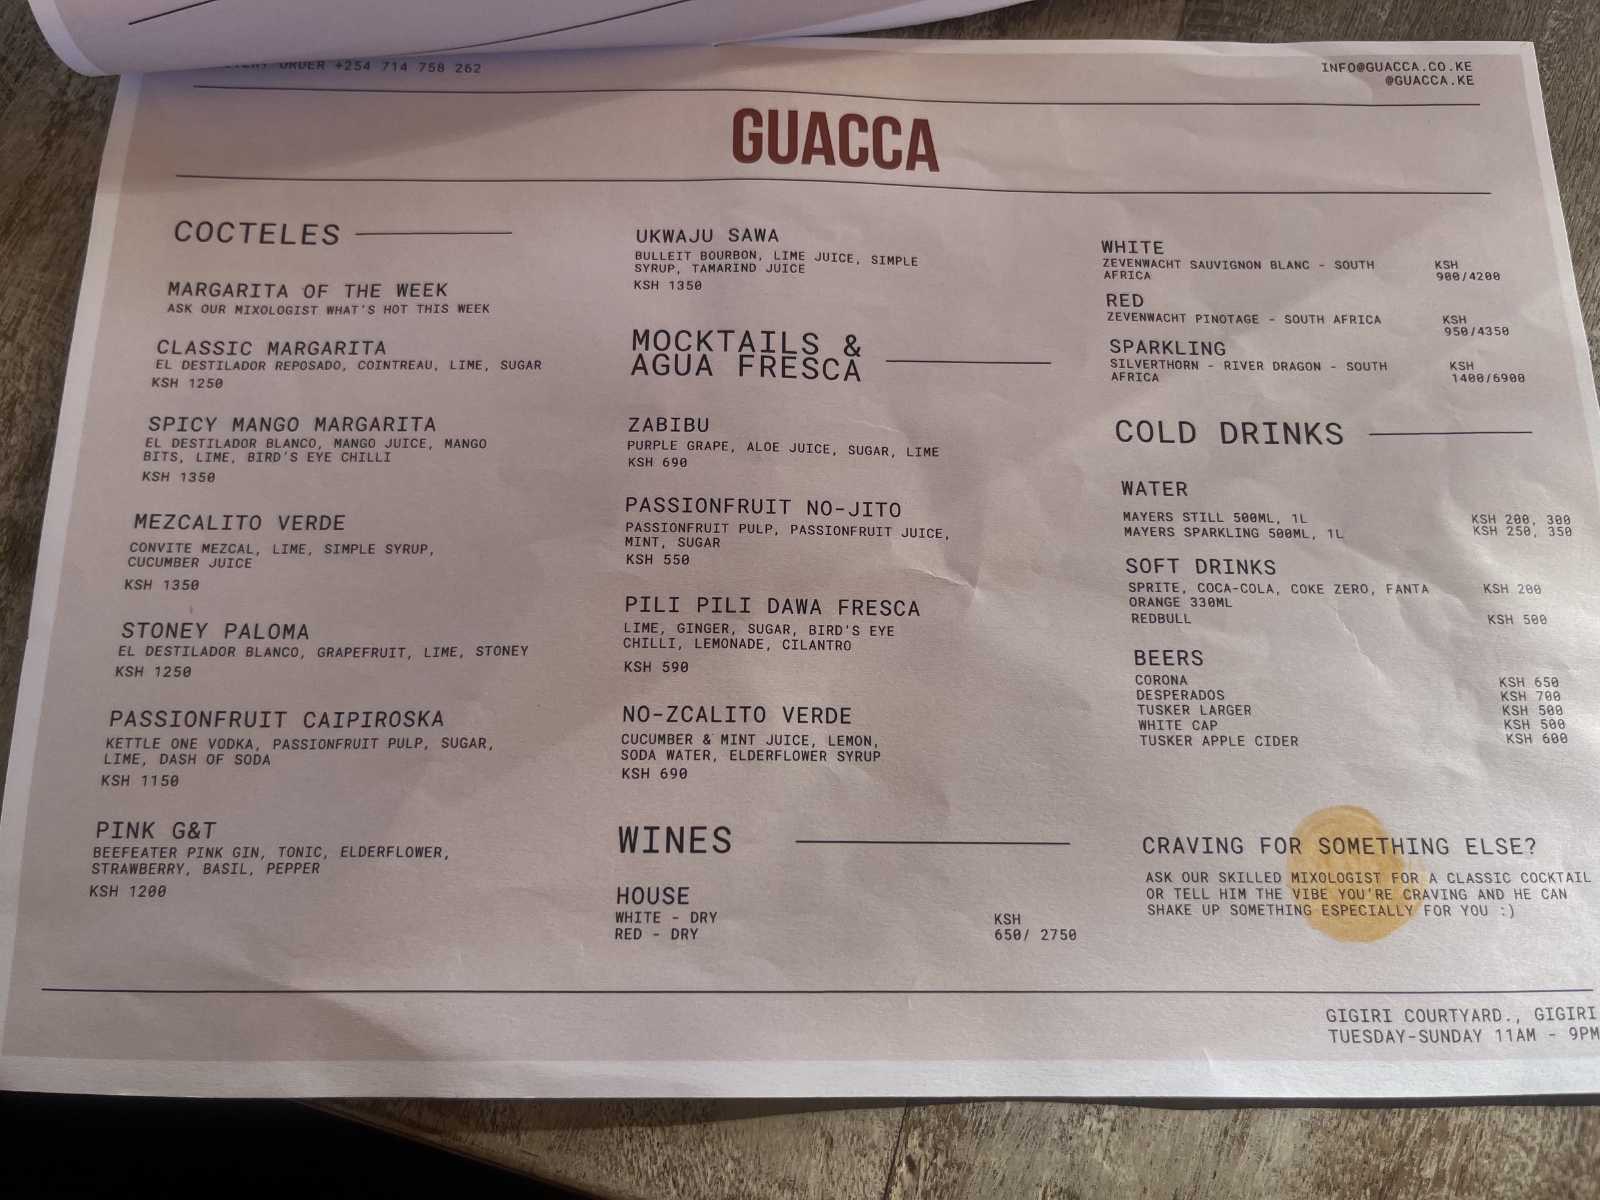 ORDER +254 714 758 262
INFO@GUACCA.CO.KE
@GUACCA.KE
GUACCA
COCTELES
MARGARITA OF THE WEEK
ASK OUR MIXOLOGIST WHAT'S HOT THIS WEEK
CLASSIC MARGARITA
EL DESTILADOR REPOSADO, COINTREAU, LIME, SUGAR
KSH 1250
SPICY MANGO MARGARITA
EL DESTILADOR BLANCO, MANGO JUICE, MANGO
BITS, LIME, BIRD'S EYE CHILLI
KSH 1350
MEZCALITO VERDE
CONVITE MEZCAL, LIME, SIMPLE SYRUP,
CUCUMBER JUICE
KSH 1350
STONEY PALOMA
EL DESTILADOR BLANCO, GRAPEFRUIT, LIME, STONEY
KSH 1250
PASSIONFRUIT CAIPIROSKA
KETTLE ONE VODKA, PASSIONFRUIT PULP, SUGAR,
LIME, DASH OF SODA
KSH 1150
PINK G&T
BEEFEATER PINK GIN, TONIC, ELDERFLOWER,
STRAWBERRY, BASIL, PEPPER
KSH 1200
UKWAJU SAWA
BULLEIT BOURBON, LIME JUICE, SIMPLE
SYRUP, TAMARIND JUICE
KSH 1350
MOCKTAILS &
AGUA FRESCA
ZABIBU
PURPLE GRAPE, ALOE JUICE, SUGAR, LIME
KSH 690
PASSIONFRUIT NO-JITO
PASSIONFRUIT PULP, PASSIONFRUIT JUICE,
MINT, SUGAR
KSH 550
PILI PILI DAWA FRESCA
LIME, GINGER, SUGAR, BIRD'S EYE
CHILLI, LEMONADE, CILANTRO
KSH 590
NO-ZCALITO VERDE
CUCUMBER & MINT JUICE, LEMON,
SODA WATER, ELDERFLOWER SYRUP
KSH 690
WINES
HOUSE
WHITE - DRY KSH
RED - DRY 650/ 2750
WHITE
ZEVENWACHT SAUVIGNON BLANC - SOUTH KSH
AFRICA 900/4200
RED
ZEVENWACHT PINOTAGE - SOUTH AFRICA KSH
950/4350
SPARKLING
SILVERTHORN - RIVER DRAGON - SOUTH KSH
AFRICA 1400/6900
COLD DRINKS
WATER
MAYERS STILL 500ML, 1L KSH 200, 300
MAYERS SPARKLING 500ML, 1L KSH 250, 350
SOFT DRINKS
SPRITE, COCA-COLA, COKE ZERO, FANTA KSH 200
ORANGE 330ML
REDBULL KSH 500
BEERS
CORONA KSH 650
DESPERADOS KSH 700
TUSKER LARGER KSH 500
WHITE CAP KSH 500
TUSKER APPLE CIDER KSH 600
CRAVING FOR SOMETHING ELSE?
ASK OUR SKILLED MIXOLOGIST FOR A CLASSIC COCKTAIL
OR TELL HIM THE VIBE YOU'RE CRAVING AND HE CAN
SHAKE UP SOMETHING ESPECIALLY FOR YOU :)
GIGIRI COURTYARD., GIGIRI
TUESDAY-SUNDAY 11AM - 9PM